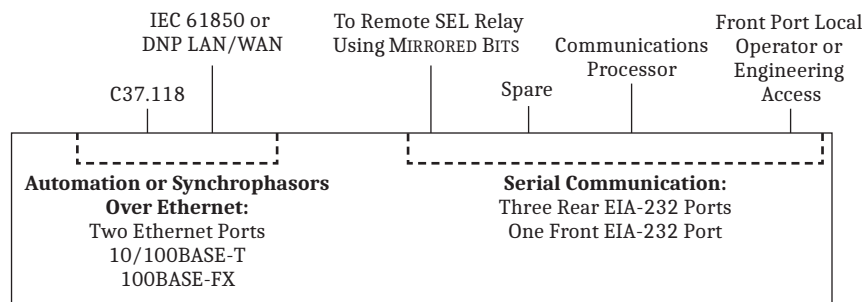 IEC 61850 or
DNP LAN/WAN
C37.118
To Remote SEL Relay
Using MIRRORED BITS
Spare
Communications
Processor
Front Port Local
Operator or
Engineering
Access
Automation or Synchrophasors
Over Ethernet:
Two Ethernet Ports
10/100BASE-T
100BASE-FX
Serial Communication:
Three Rear EIA-232 Ports
One Front EIA-232 Port